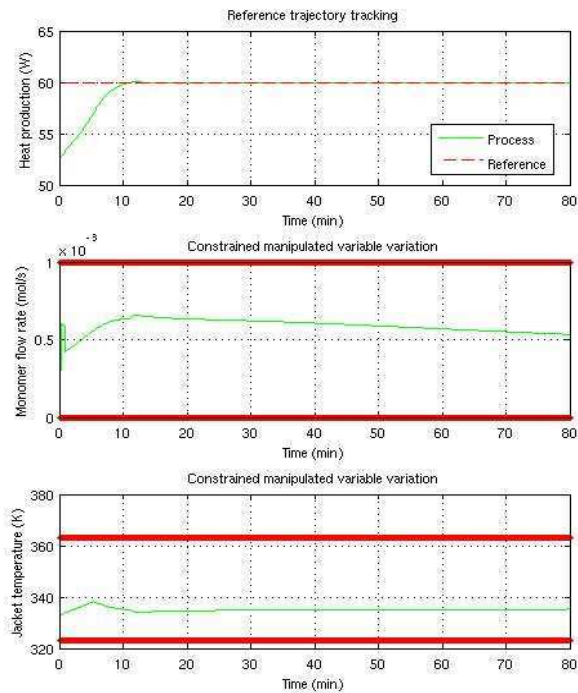 Reference trajectory tracking
65
60
55
50
Heat production (W)
Process
Reference
0 10 20 30 40 50 60 70 80
Time (min.)
x 10⁻³
Constrained manipulated variable variation
1
0.5
0
Monomer flow rate (mol/s)
0 10 20 30 40 50 60 70 80
Time (min.)
Constrained manipulated variable variation
380
360
340
320
Jacket temperature (K)
0 10 20 30 40 50 60 70 80
Time (min.)